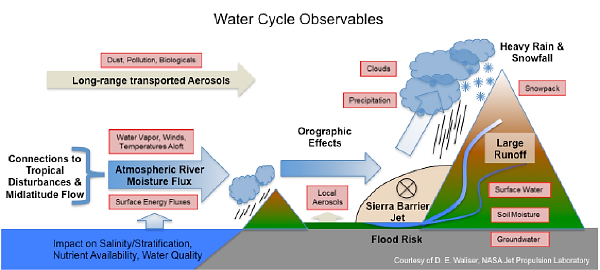 Water Cycle Observables
Dust, Pollution, Biologicals
Long-range transported Aerosols
Clouds
Precipitation
Heavy Rain &
Snowfall
Snowpack
Water Vapor, Winds,
Temperatures Aloft
Connections to
Tropical
Disturbances &
Midlatitude Flow
Atmospheric River
Moisture Flux
Surface Energy Fluxes
Orographic
Effects
Local
Aerosols
Sierra Barrier
Jet
Large
Runoff
Surface Water
Soil Moisture
Groundwater
Flood Risk
Impact on Salinity/Stratification,
Nutrient Availability, Water Quality
Courtesy of D. E. Waliser, NASA Jet Propulsion Laboratory